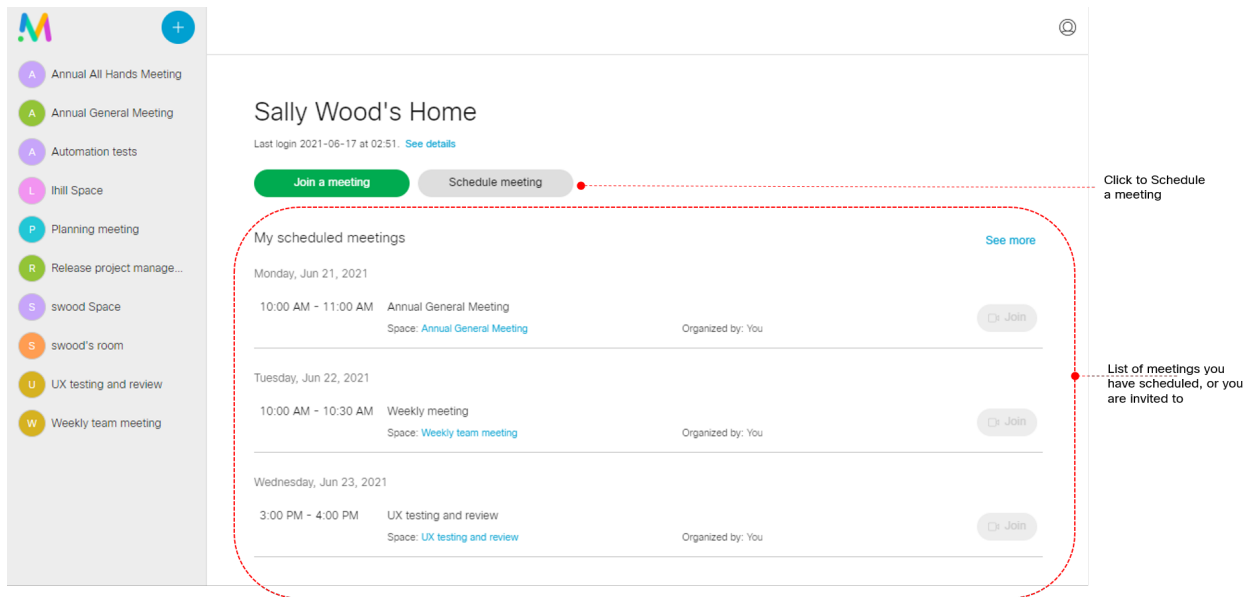 M
+
A Annual All Hands Meeting
A Annual General Meeting
A Automation tests
L lhill Space
P Planning meeting
R Release project manage...
S swood Space
S swood's room
U UX testing and review
W Weekly team meeting
Sally Wood's Home
Last login 2021-06-17 at 02:51. See details
Join a meeting Schedule meeting
Click to Schedule
a meeting
My scheduled meetings See more
Monday, Jun 21, 2021
10:00 AM - 11:00 AM Annual General Meeting
Space: Annual General Meeting Organized by: You
Join
Tuesday, Jun 22, 2021
10:00 AM - 10:30 AM Weekly meeting
Space: Weekly team meeting Organized by: You
Join
Wednesday, Jun 23, 2021
3:00 PM - 4:00 PM UX testing and review
Space: UX testing and review Organized by: You
Join
List of meetings you
have scheduled, or you
are invited to